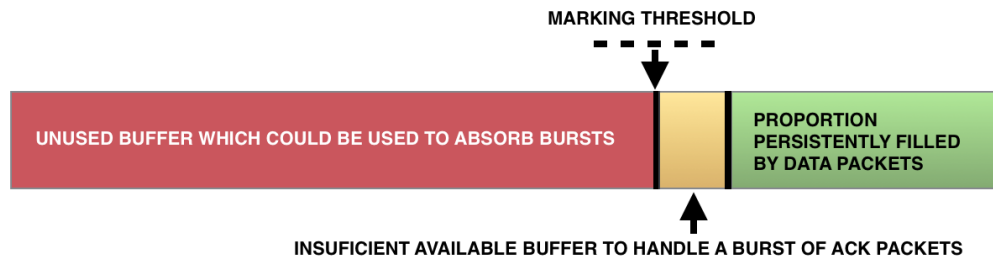 MARKING THRESHOLD
UNUSED BUFFER WHICH COULD BE USED TO ABSORB BURSTS
PROPORTION
PERSISTENTLY FILLED
BY DATA PACKETS
INSUFICIENT AVAILABLE BUFFER TO HANDLE A BURST OF ACK PACKETS